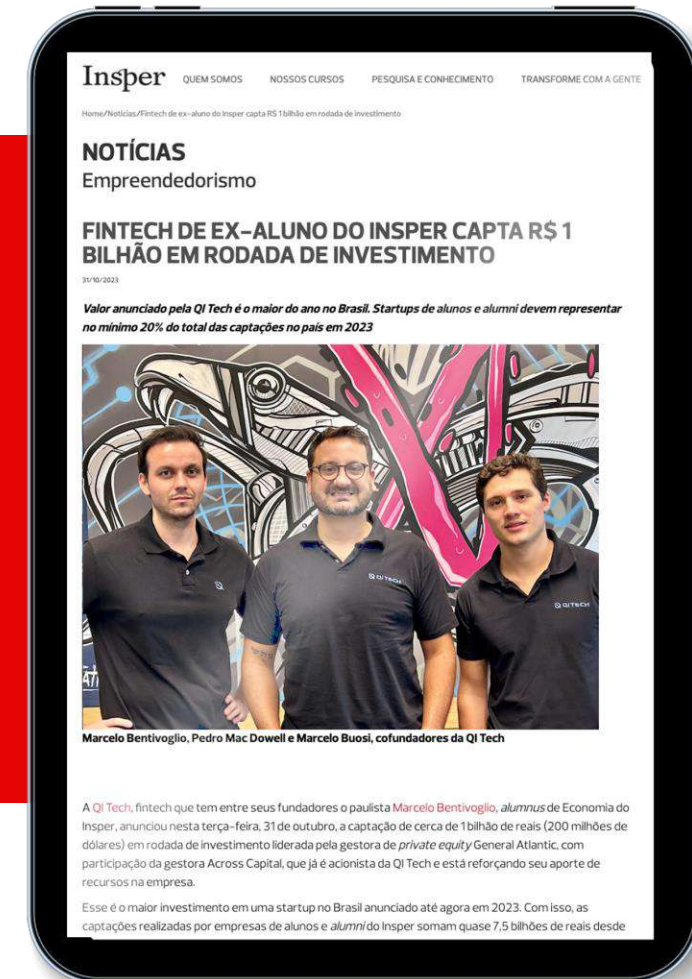 Insper QUEM SOMOS NOSSOS CURSOS PESQUISA E CONHECIMENTO TRANSFORME COM A GENTE
Home/Notícias/Fintech de ex-aluno do Insper capta R$ 1 bilhão em rodada de investimento
NOTÍCIAS
Empreendedorismo
FINTECH DE EX-ALUNO DO INSPER CAPTA R$ 1
BILHÃO EM RODADA DE INVESTIMENTO
31/10/2023
Valor anunciado pela QI Tech é o maior do ano no Brasil. Startups de alunos e alumni devem representar
no mínimo 20% do total das captações no país em 2023
QI TECH
QI TECH
Marcelo Bentivoglio, Pedro Mac Dowell e Marcelo Buosi, cofundadores da QI Tech
A QI Tech, fintech que tem entre seus fundadores o paulista Marcelo Bentivoglio, alumnus de Economia do
Insper, anunciou nesta terça-feira, 31 de outubro, a captação de cerca de 1 bilhão de reais (200 milhões de
dólares) em rodada de investimento liderada pela gestora de private equity General Atlantic, com
participação da gestora Across Capital, que já é acionista da QI Tech e está reforçando seu aporte de
recursos na empresa.
Esse é o maior investimento em uma startup no Brasil anunciado até agora em 2023. Com isso, as
captações realizadas por empresas de alunos e alumni do Insper somam quase 7,5 bilhões de reais desde